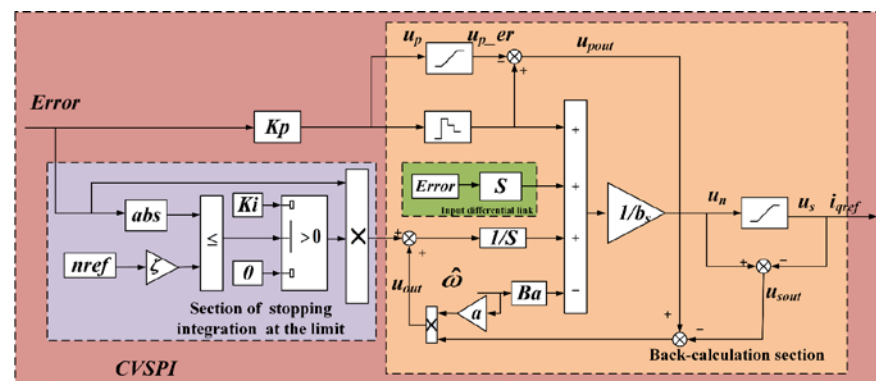 u_p
u_p_er
u_pout
−
+
Error
Kp
+
Error
S
+
Input differential link
1/b_s
u_n
u_s
i_qref
abs
≤
Ki
>0
×
+
+
1/S
+
nref
ζ
0
u_out
ω̂
a
Ba
−
×
+
−
u_sout
+
−
Section of stopping
integration at the limit
Back-calculation section
CVSPI